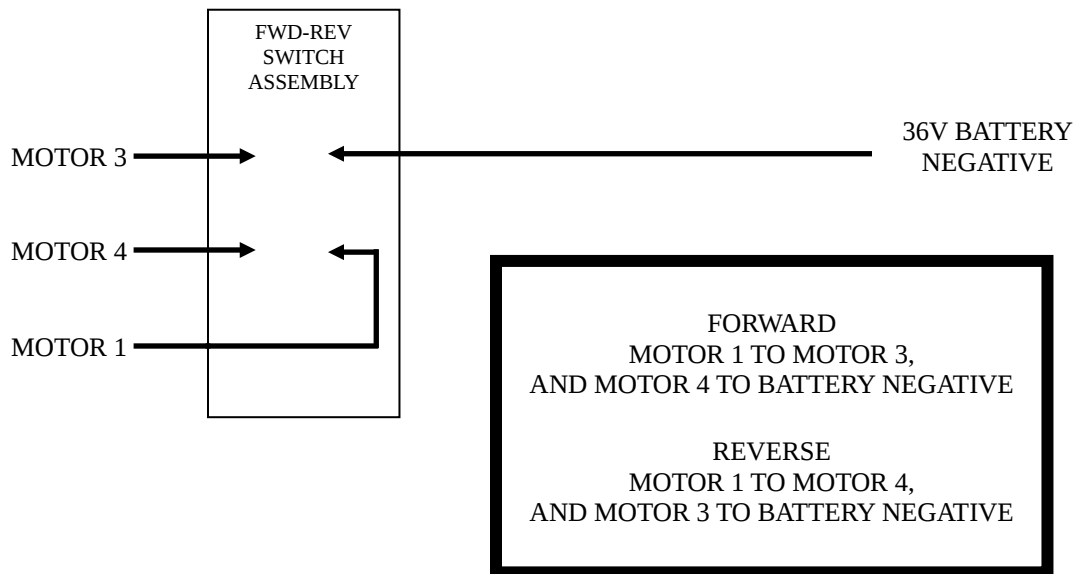 FWD-REV
SWITCH
ASSEMBLY
MOTOR 3
36V BATTERY
NEGATIVE
MOTOR 4
MOTOR 1
FORWARD
MOTOR 1 TO MOTOR 3,
AND MOTOR 4 TO BATTERY NEGATIVE
REVERSE
MOTOR 1 TO MOTOR 4,
AND MOTOR 3 TO BATTERY NEGATIVE